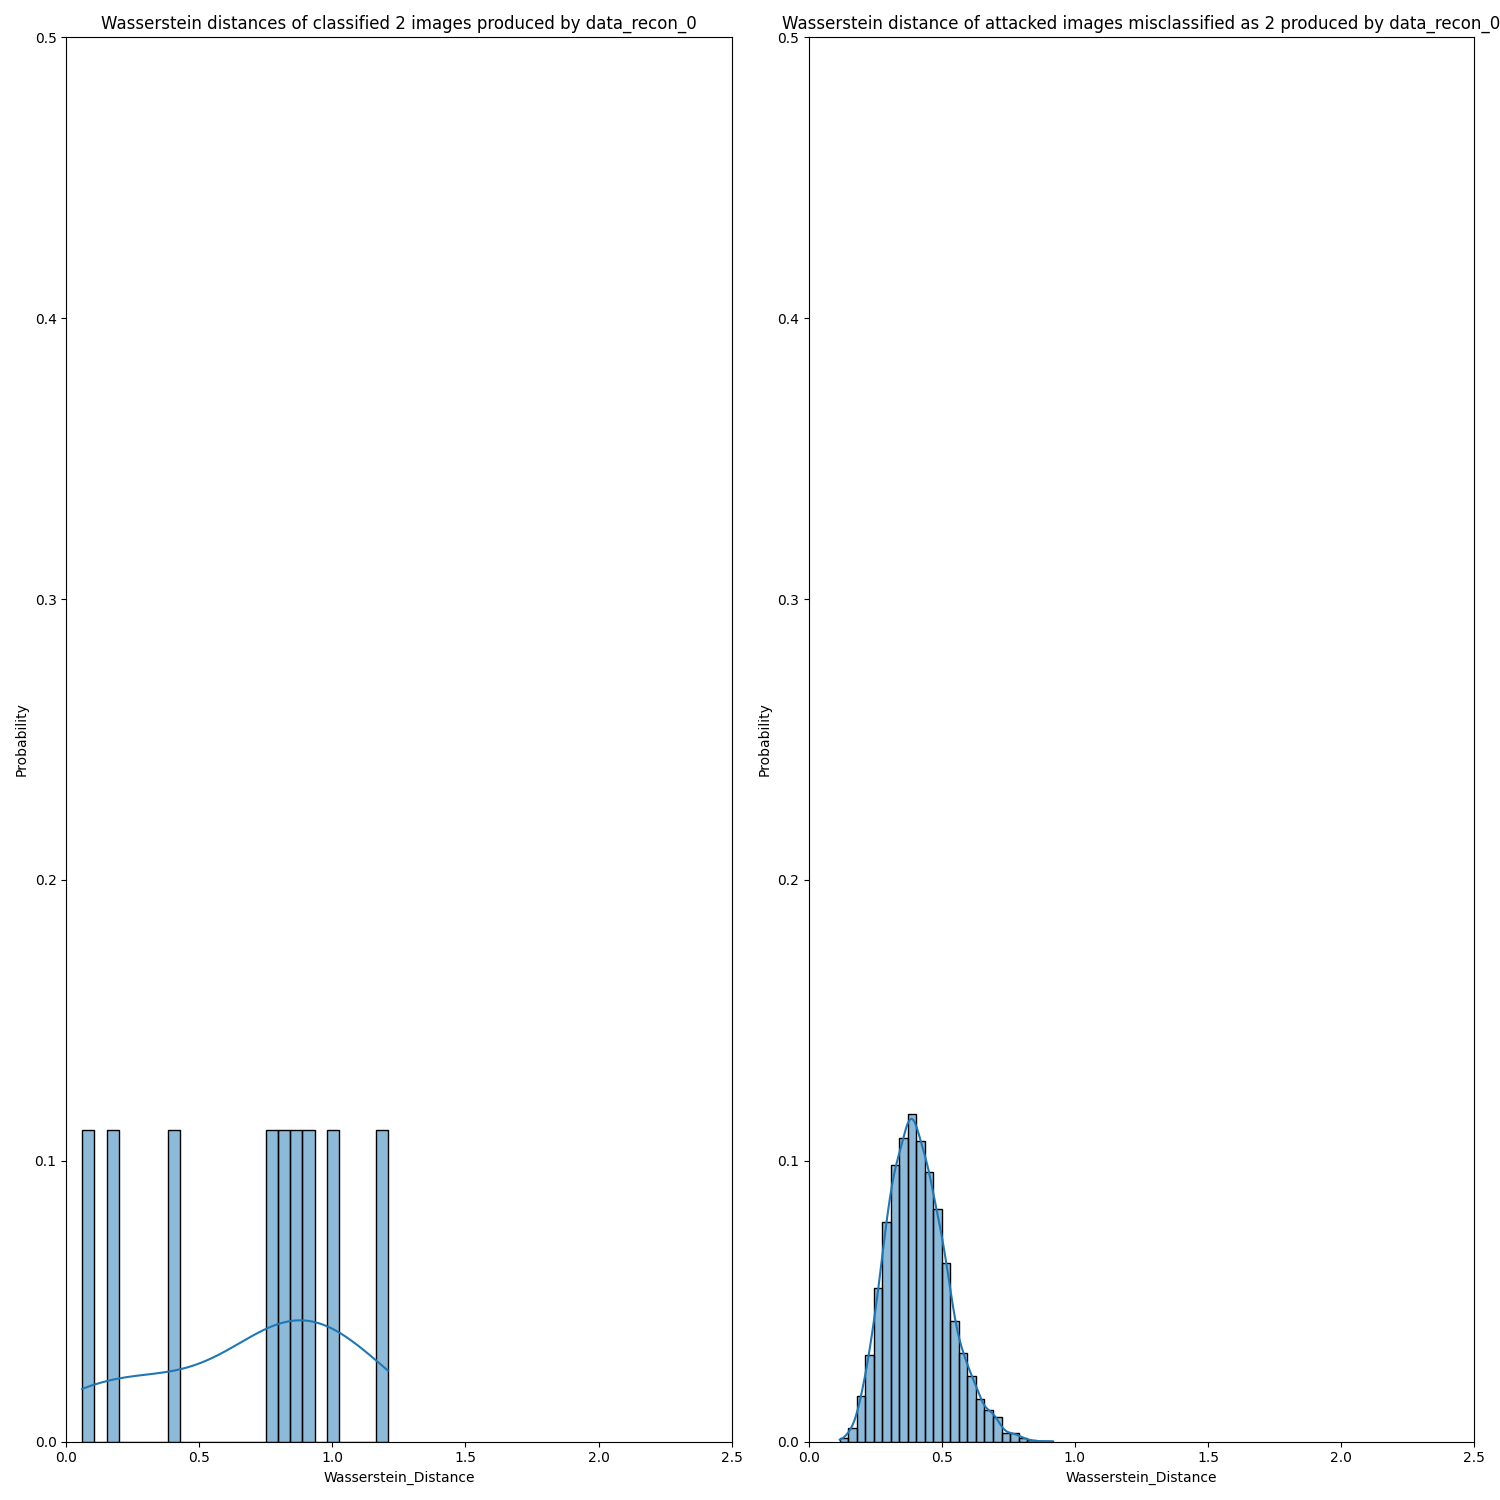 Wasserstein distances of classified 2 images produced by data_recon_0
0.5
0.4
0.3
0.2
0.1
0.0
Probability
0.0 0.5 1.0 1.5 2.0 2.5
Wasserstein_Distance
Wasserstein distance of attacked images misclassified as 2 produced by data_recon_0
0.5
0.4
0.3
0.2
0.1
0.0
Probability
0.0 0.5 1.0 1.5 2.0 2.5
Wasserstein_Distance